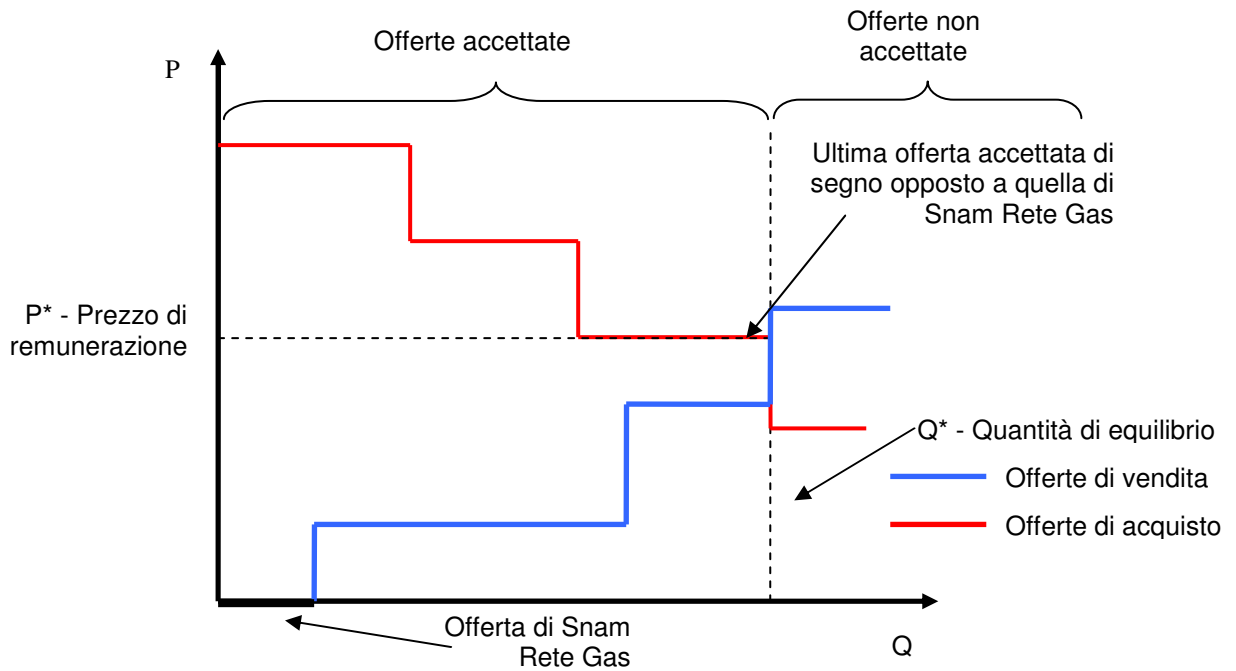 Offerte accettate
Offerte non
accettate
P
Ultima offerta accettata di
segno opposto a quella di
Snam Rete Gas
P* - Prezzo di
remunerazione
Q* - Quantità di equilibrio
Offerte di vendita
Offerte di acquisto
Offerta di Snam
Rete Gas
Q